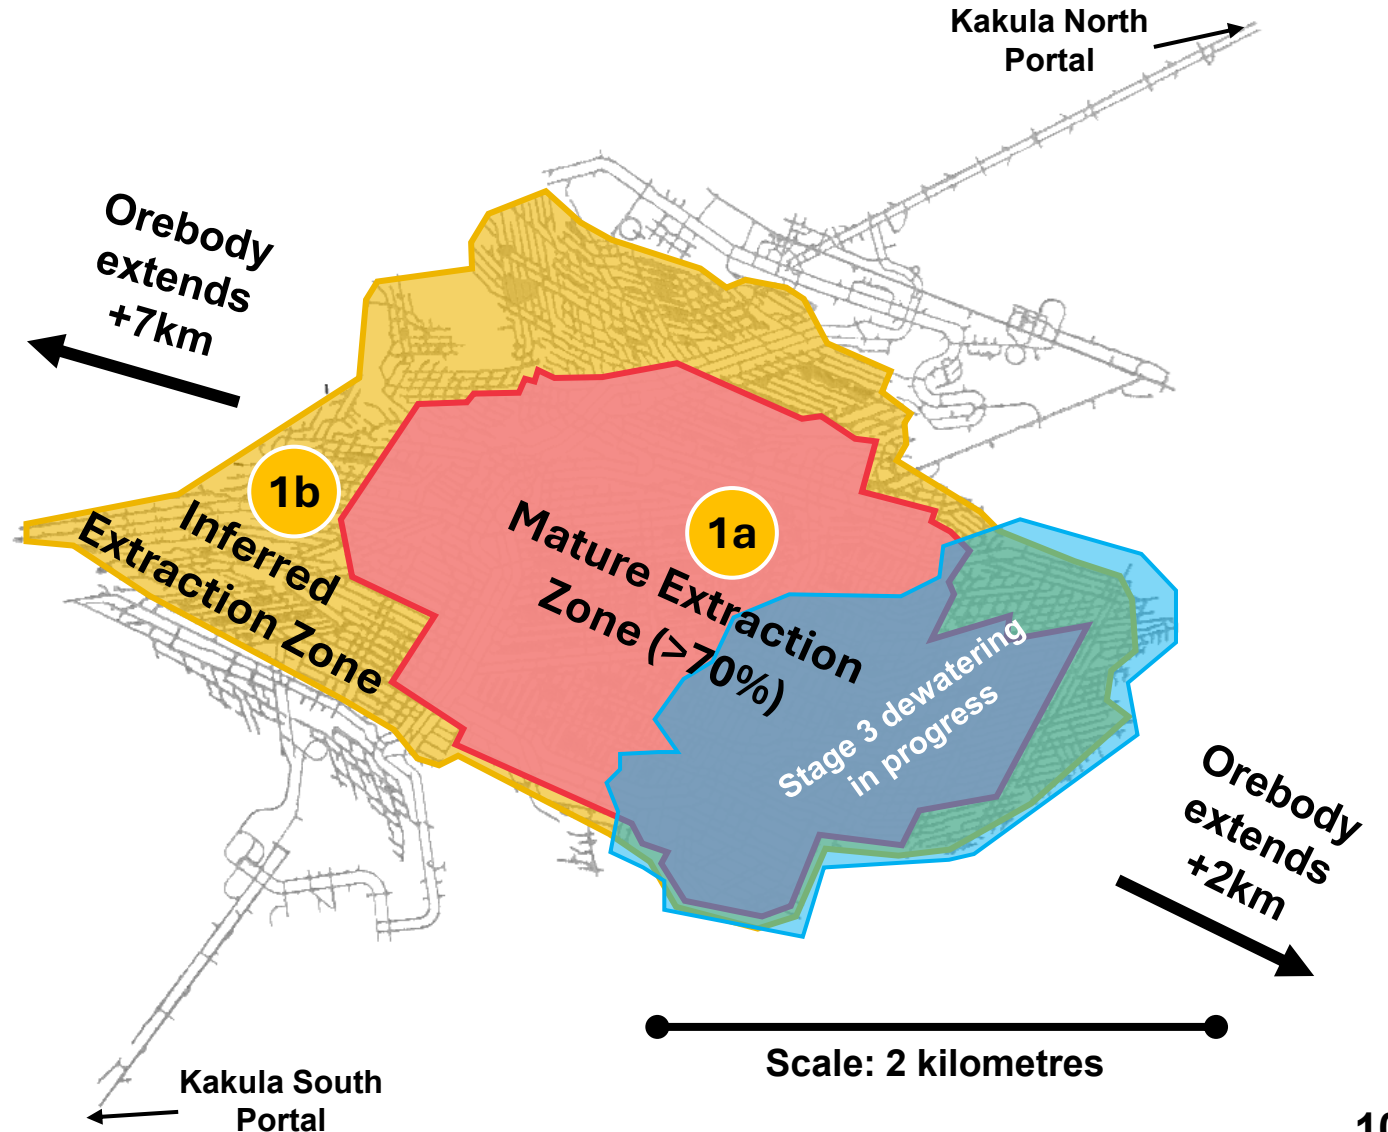 Kakula North
Portal
Orebody
extends
+7km
1b
1a
Inferred
Extraction Zone
Mature Extraction
Zone (>70%)
Stage 3 dewatering
in progress
Orebody
extends
+2km
Scale: 2 kilometres
Kakula South
Portal